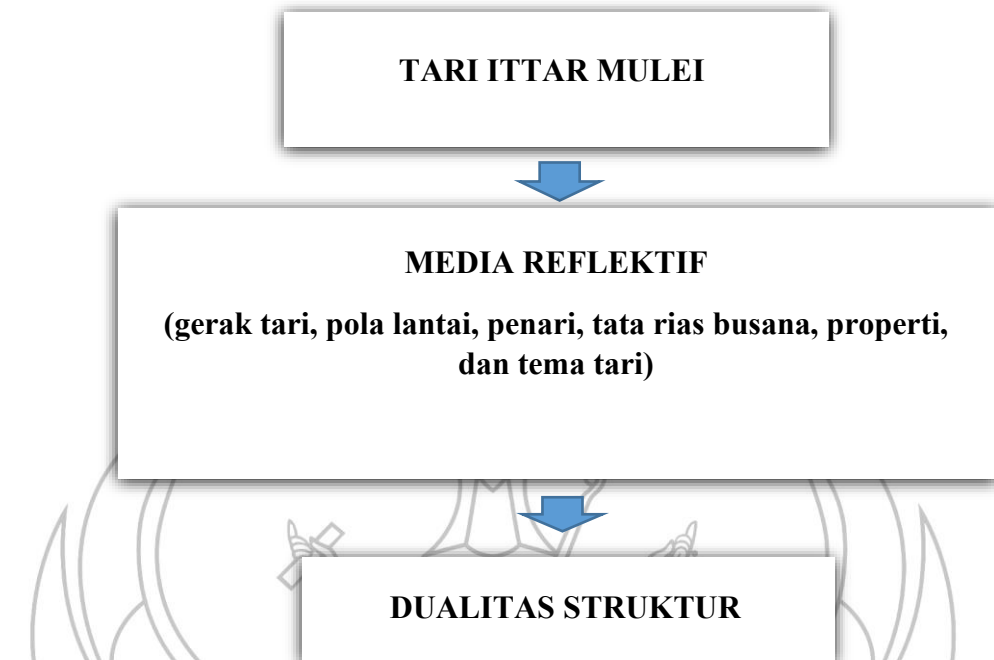 TARI ITTAR MULEI
MEDIA REFLEKTIF
(gerak tari, pola lantai, penari, tata rias busana, properti,
dan tema tari)
DUALITAS STRUKTUR